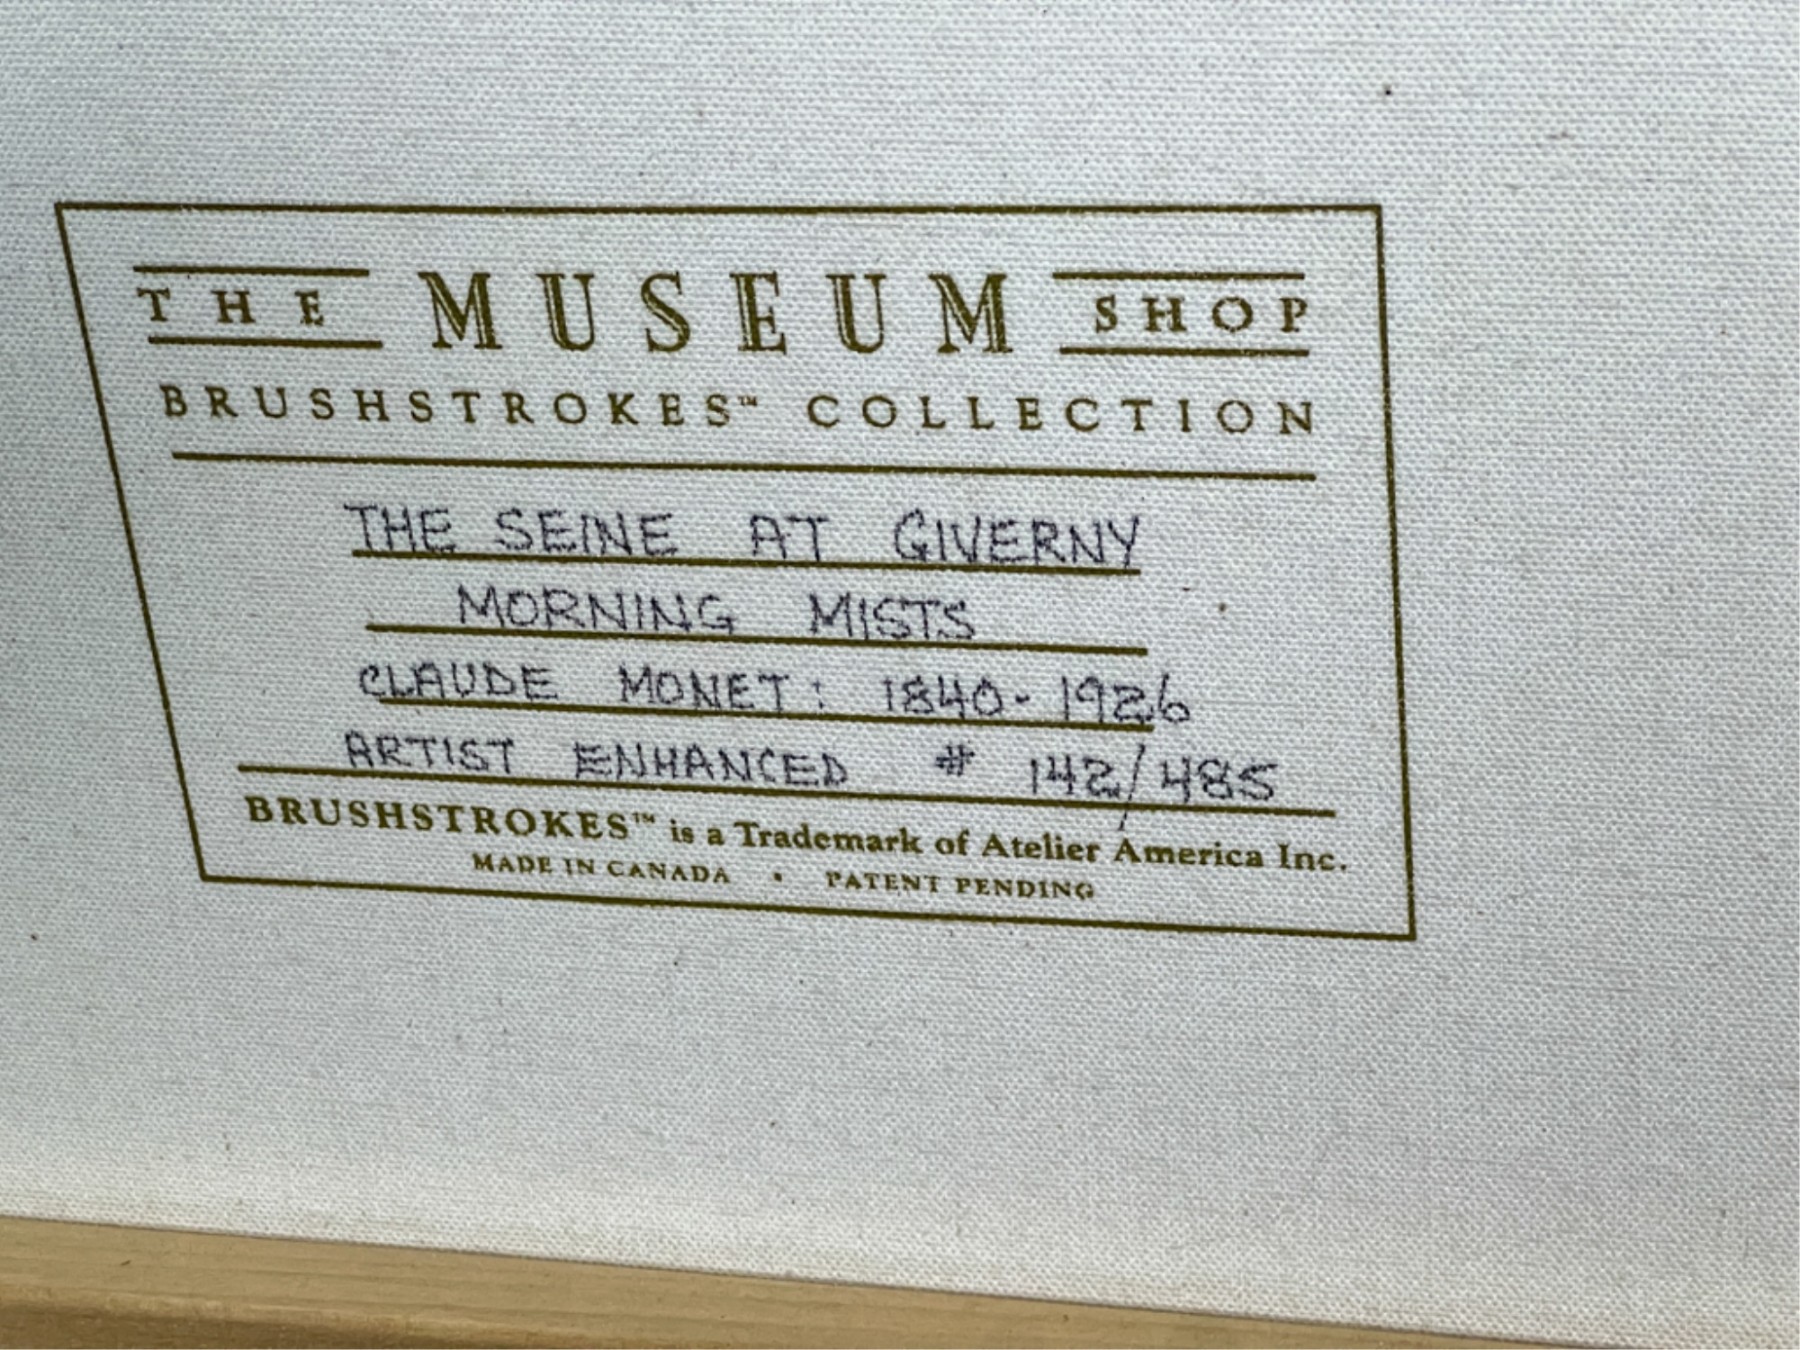 THE MUSEUM SHOP
BRUSHSTROKES™ COLLECTION
THE SEINE AT GIVERNY
MORNING MISTS
CLAUDE MONET: 1840-1926
ARTIST ENHANCED # 142/485
BRUSHSTROKES™ is a Trademark of Atelier America Inc.
MADE IN CANADA • PATENT PENDING